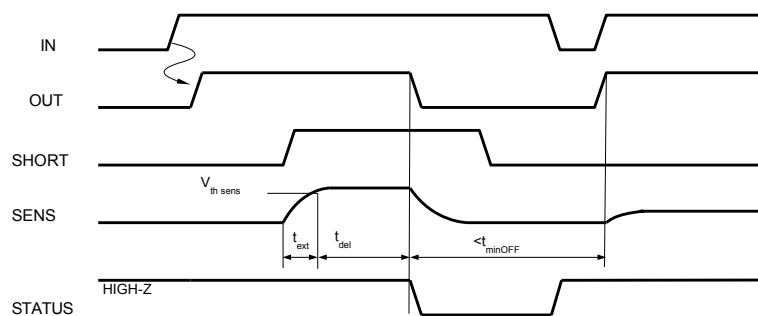 IN
OUT
SHORT
V th sens
SENS
t ext
t del
<t minOFF
HIGH-Z
STATUS